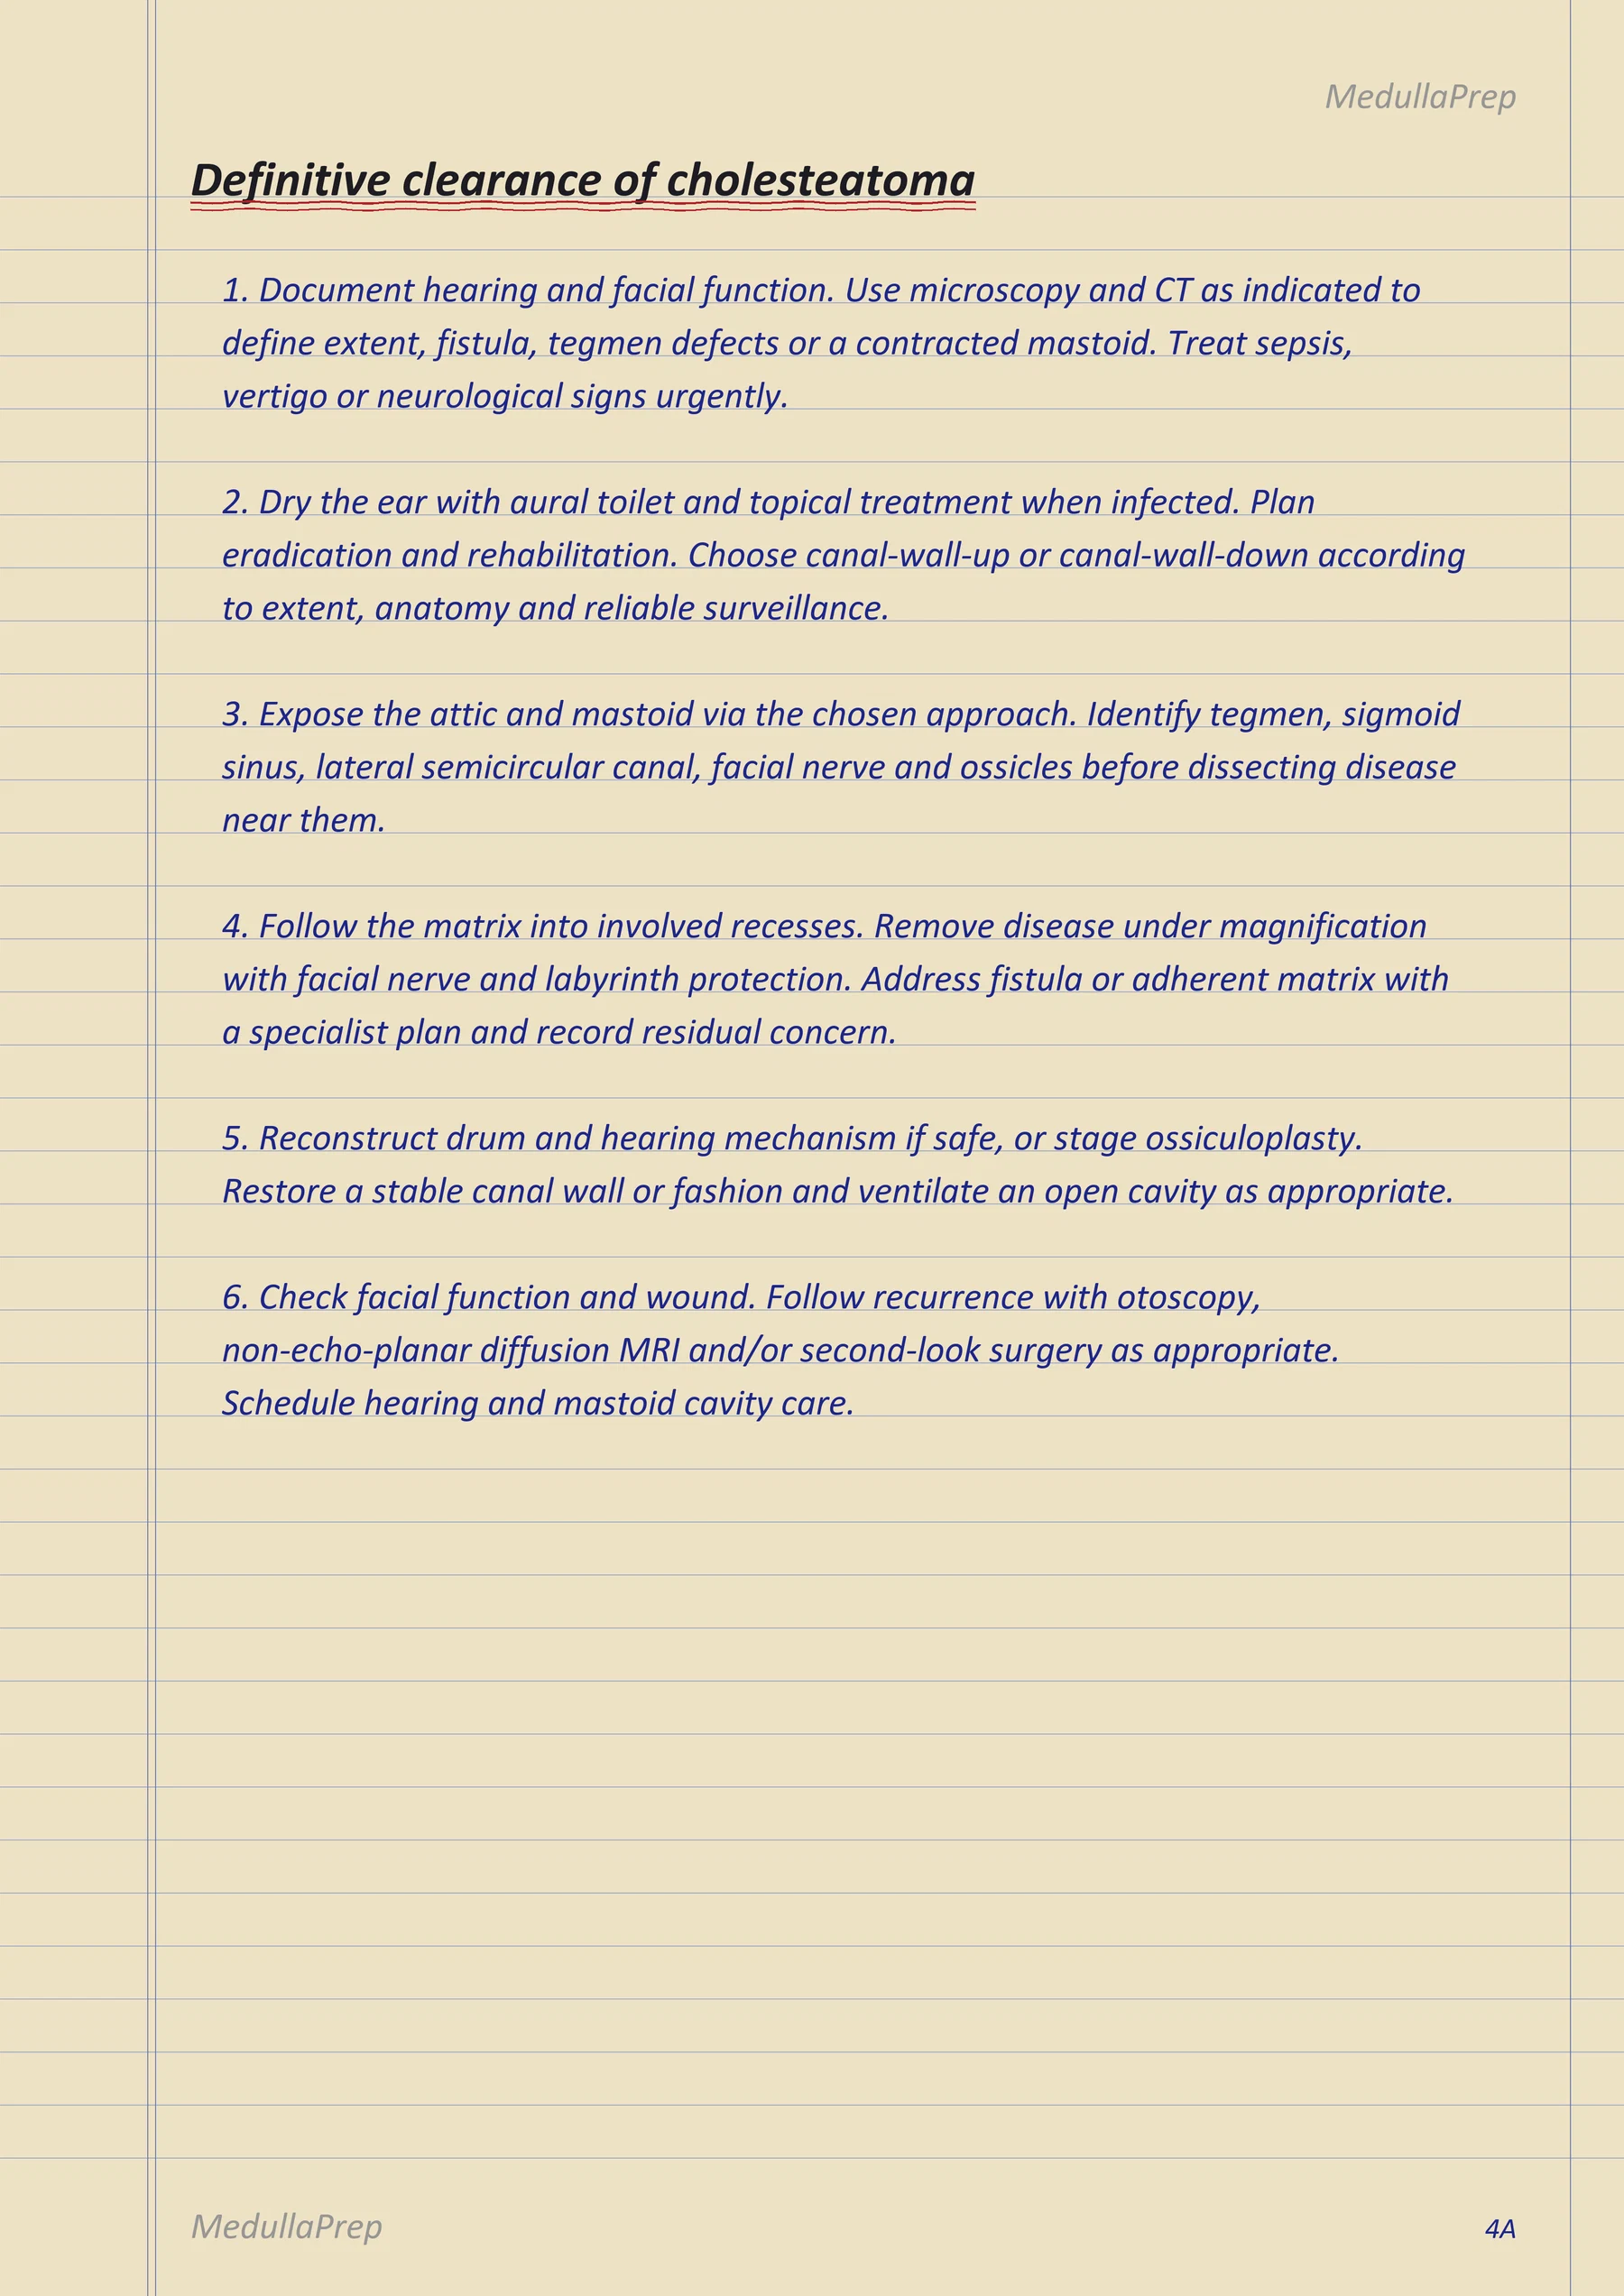 MedullaPrep
Definitive clearance of cholesteatoma
1. Document hearing and facial function. Use microscopy and CT as indicated to
define extent, fistula, tegmen defects or a contracted mastoid. Treat sepsis,
vertigo or neurological signs urgently.
2. Dry the ear with aural toilet and topical treatment when infected. Plan
eradication and rehabilitation. Choose canal-wall-up or canal-wall-down according
to extent, anatomy and reliable surveillance.
3. Expose the attic and mastoid via the chosen approach. Identify tegmen, sigmoid
sinus, lateral semicircular canal, facial nerve and ossicles before dissecting disease
near them.
4. Follow the matrix into involved recesses. Remove disease under magnification
with facial nerve and labyrinth protection. Address fistula or adherent matrix with
a specialist plan and record residual concern.
5. Reconstruct drum and hearing mechanism if safe, or stage ossiculoplasty.
Restore a stable canal wall or fashion and ventilate an open cavity as appropriate.
6. Check facial function and wound. Follow recurrence with otoscopy,
non-echo-planar diffusion MRI and/or second-look surgery as appropriate.
Schedule hearing and mastoid cavity care.
MedullaPrep
4A